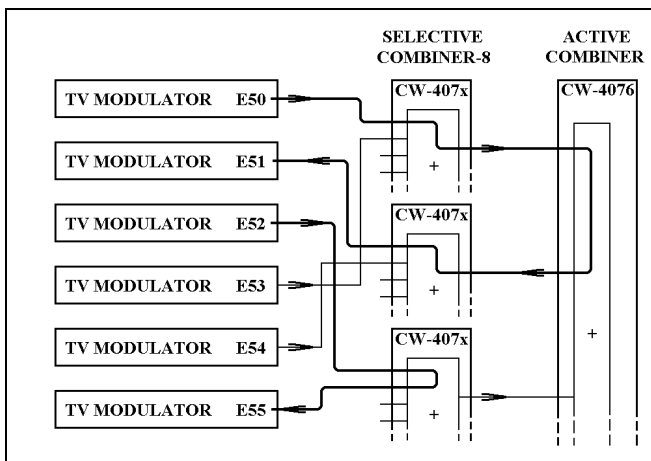 SELECTIVE
COMBINER-8
ACTIVE
COMBINER
TV MODULATOR E50
TV MODULATOR E51
TV MODULATOR E52
TV MODULATOR E53
TV MODULATOR E54
TV MODULATOR E55
CW-407x
+
CW-407x
+
CW-407x
+
CW-4076
+